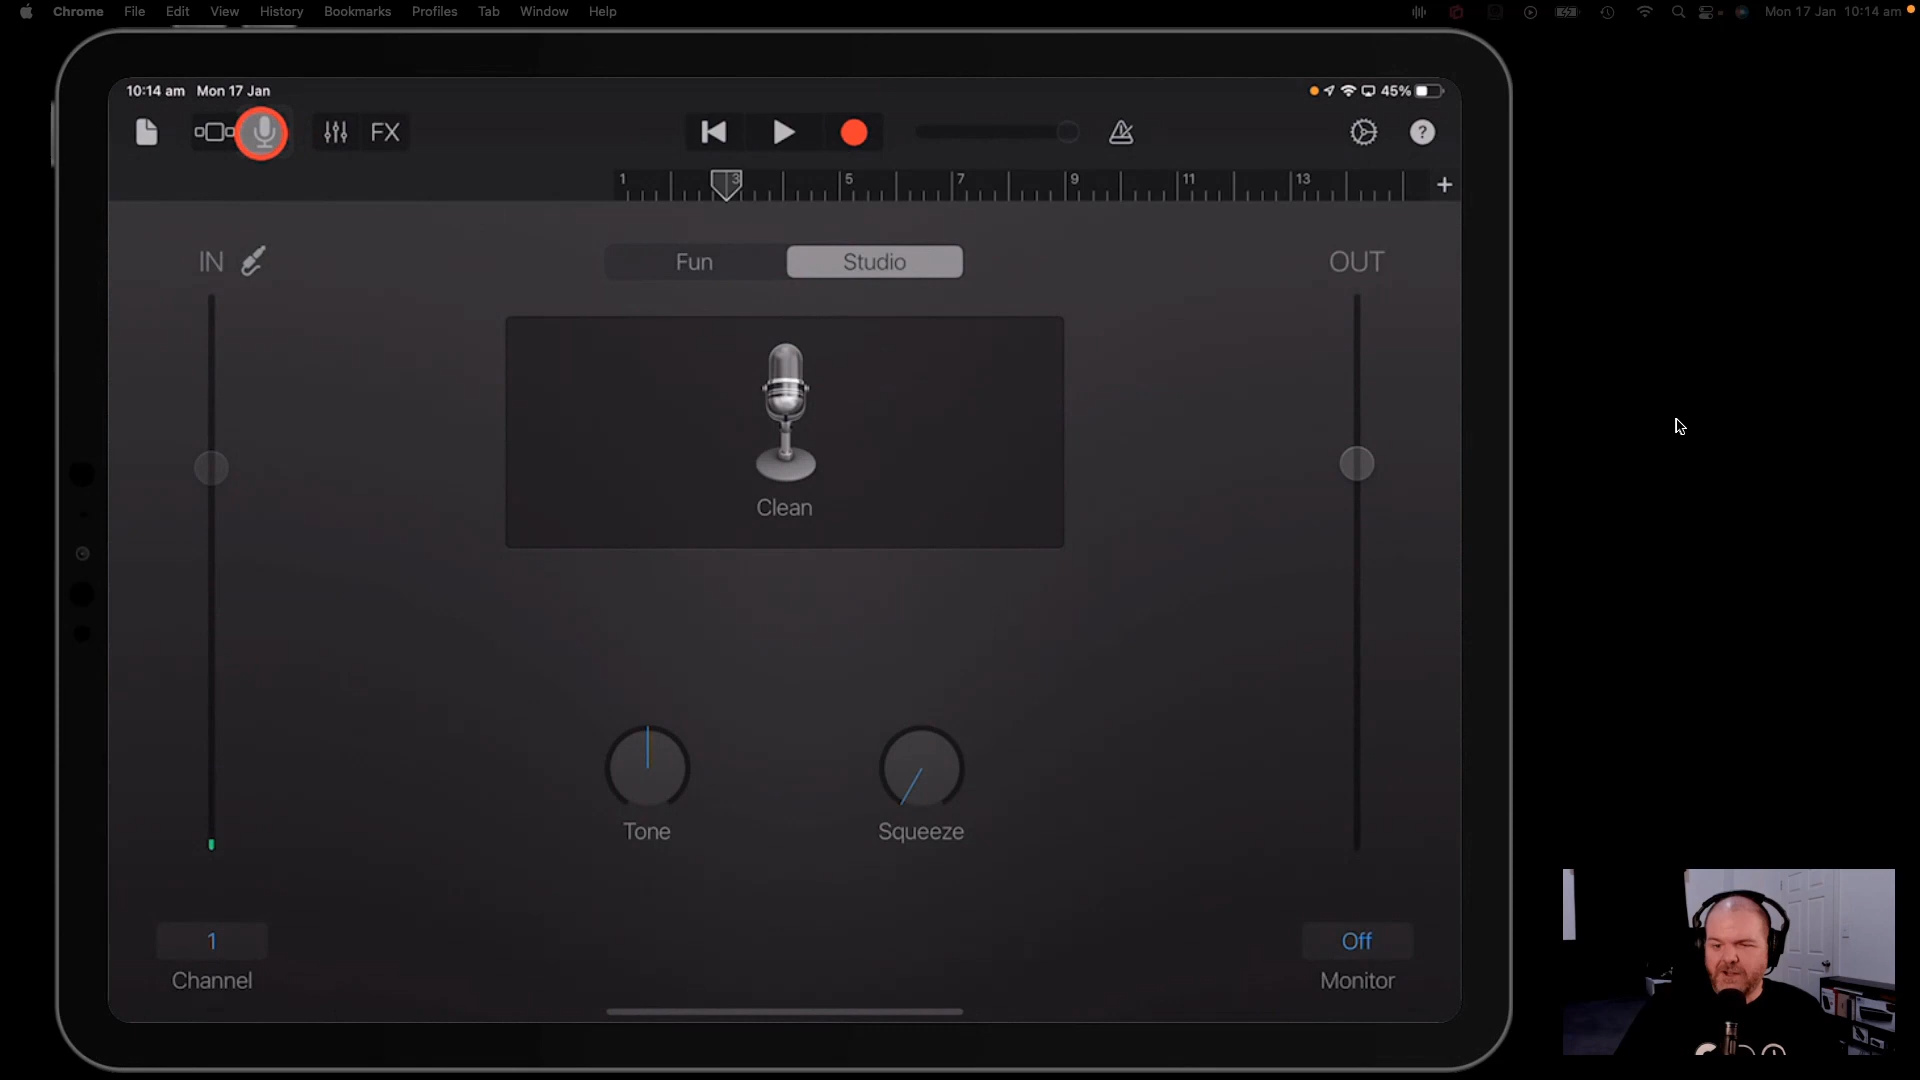 Chrome File Edit View History Bookmarks Profiles Tab Window Help Mon 17 Jan 10:14 am
10:14 am Mon 17 Jan 45%
FX ?
1 3 5 7 9 11 13 +
IN Fun Studio OUT
Clean
Tone Squeeze
1 Off
Channel Monitor